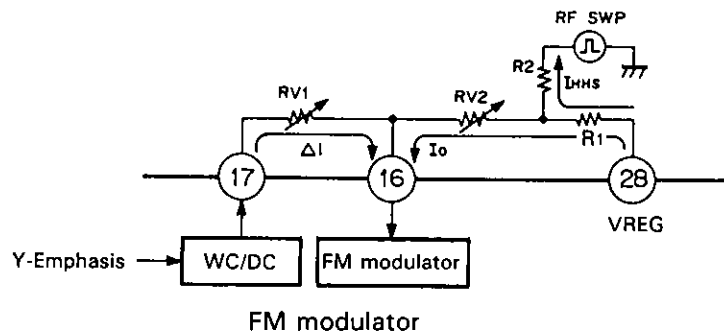 RF SWP
R2
IHHS
RV1
RV2
R1
ΔI
Io
17
16
28
VREG
Y-Emphasis
WC/DC
FM modulator
FM modulator